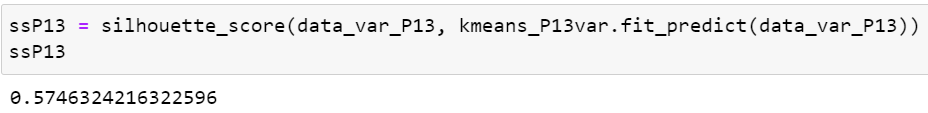 ssP13 = silhouette_score(data_var_P13, kmeans_P13var.fit_predict(data_var_P13))
ssP13
0.5746324216322596